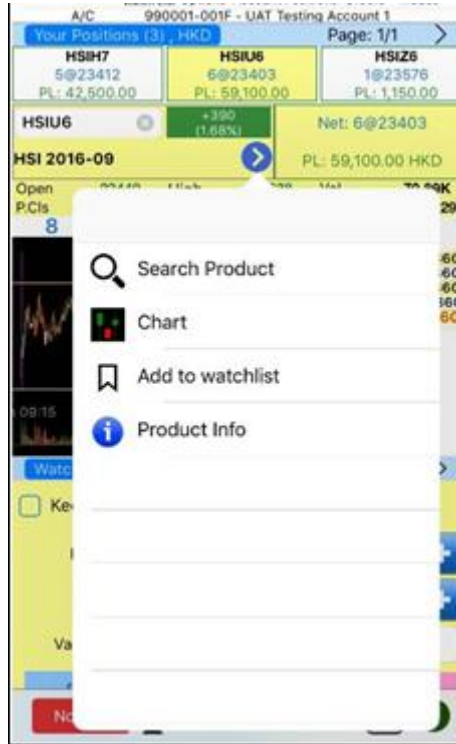 A/C 990001-001F - UAT Testing Account 1
Your Positions (3) , HKD Page: 1/1
HSIH7 HSIU6 HSIZ6
5@23412 6@23403 1@23576
PL: 42,500.00 PL: 59,100.00 PL: 1,150.00
HSIU6 +390 Net: 6@23403
(1.68%)
HSI 2016-09 PL: 59,100.00 HKD
Open
P.Cls
8
Search Product
Chart
Add to watchlist
Product Info
09:15